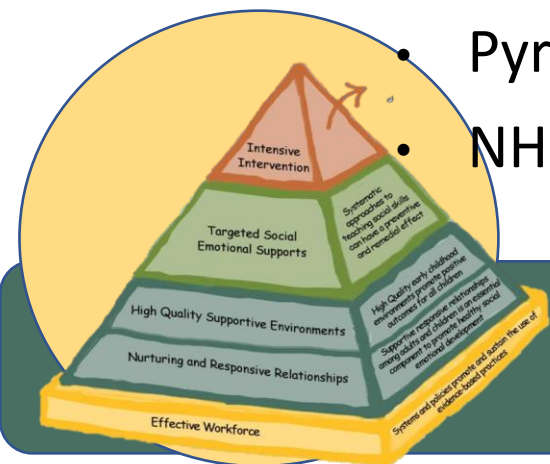 • Pyr
• NH
Intensive
Intervention
Targeted Social
Emotional Supports
Systematic
approaches to
teaching social skills
can have a preventive
and remedial effect
High Quality Supportive Environments
High Quality early childhood
environments promote positive
outcomes for all children
Nurturing and Responsive Relationships
Supportive responsive relationships
among adults and children is an essential
component to promote healthy social
emotional development
Effective Workforce
Systems and policies promote and sustain the use of
evidence-based practices